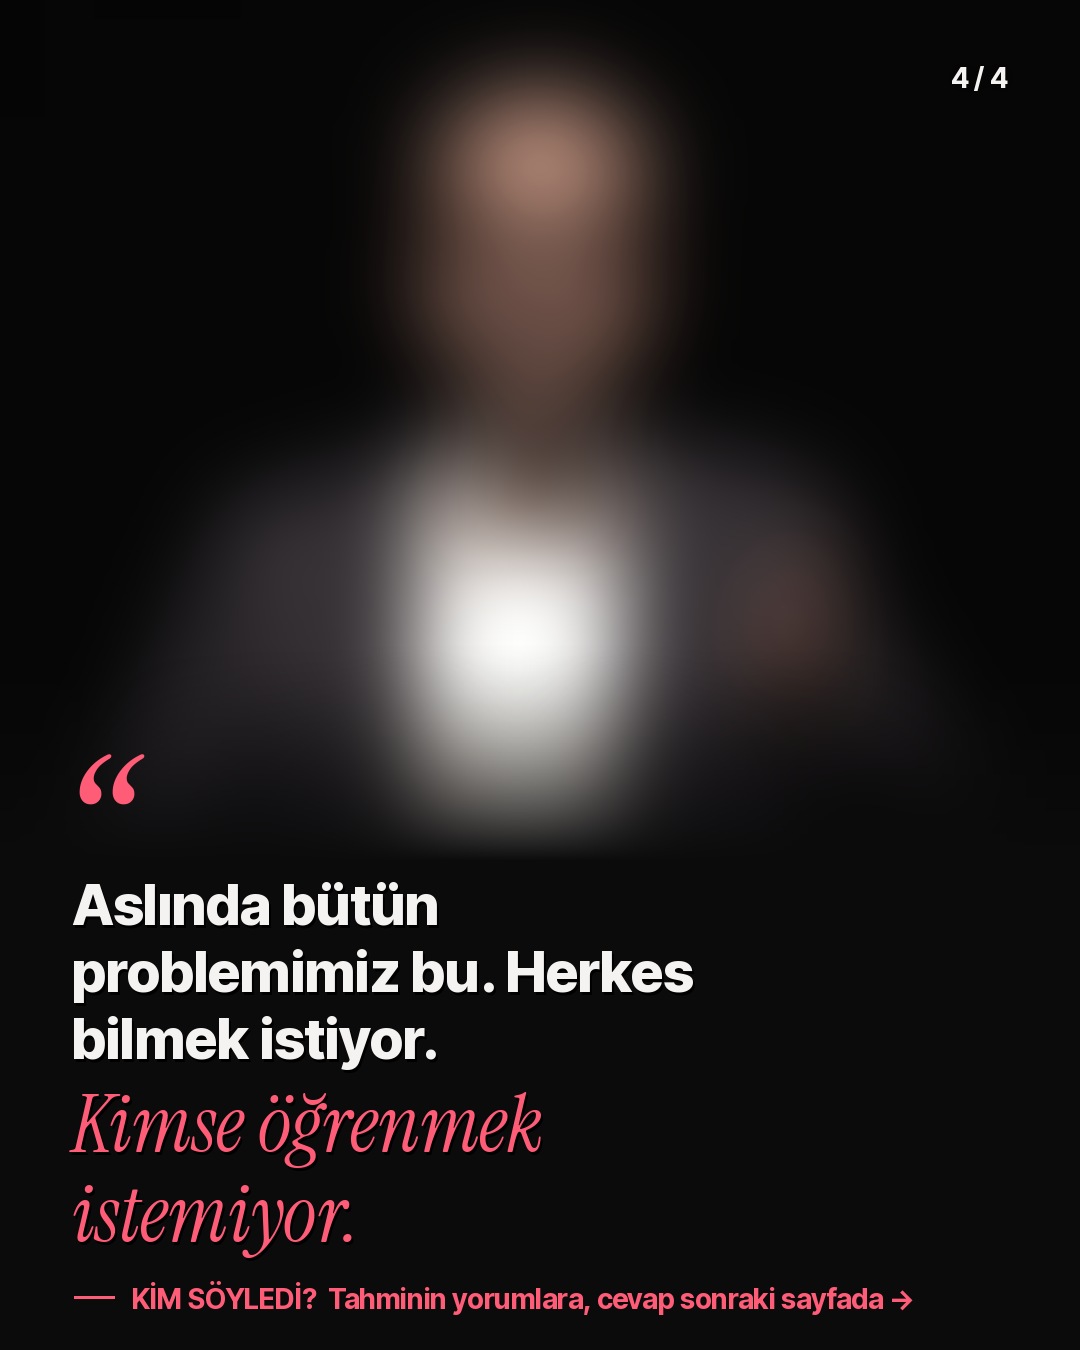 4 / 4
“
Aslında bütün
problemimiz bu. Herkes
bilmek istiyor.
Kimse öğrenmek
istemiyor.
— KİM SÖYLEDİ? Tahminin yorumlara, cevap sonraki sayfada →